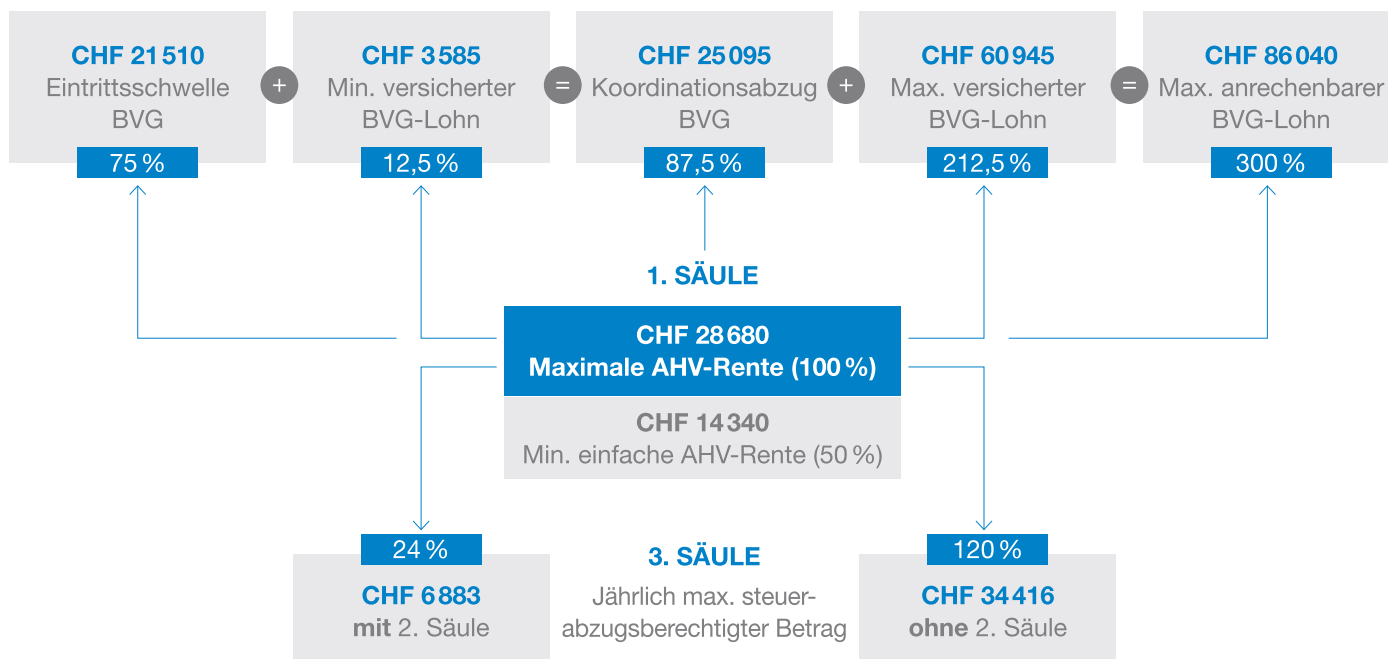 CHF 21 510
Eintrittsschwelle
BVG
75 %
+
CHF 3 585
Min. versicherter
BVG-Lohn
12,5 %
=
CHF 25 095
Koordinationsabzug
BVG
87,5 %
+
CHF 60 945
Max. versicherter
BVG-Lohn
212,5 %
=
CHF 86 040
Max. anrechenbarer
BVG-Lohn
300 %
1. SÄULE
CHF 28 680
Maximale AHV-Rente (100 %)
CHF 14 340
Min. einfache AHV-Rente (50 %)
24 %
CHF 6 883
mit 2. Säule
3. SÄULE
Jährlich max. steuer-
abzugsberechtigter Betrag
120 %
CHF 34 416
ohne 2. Säule